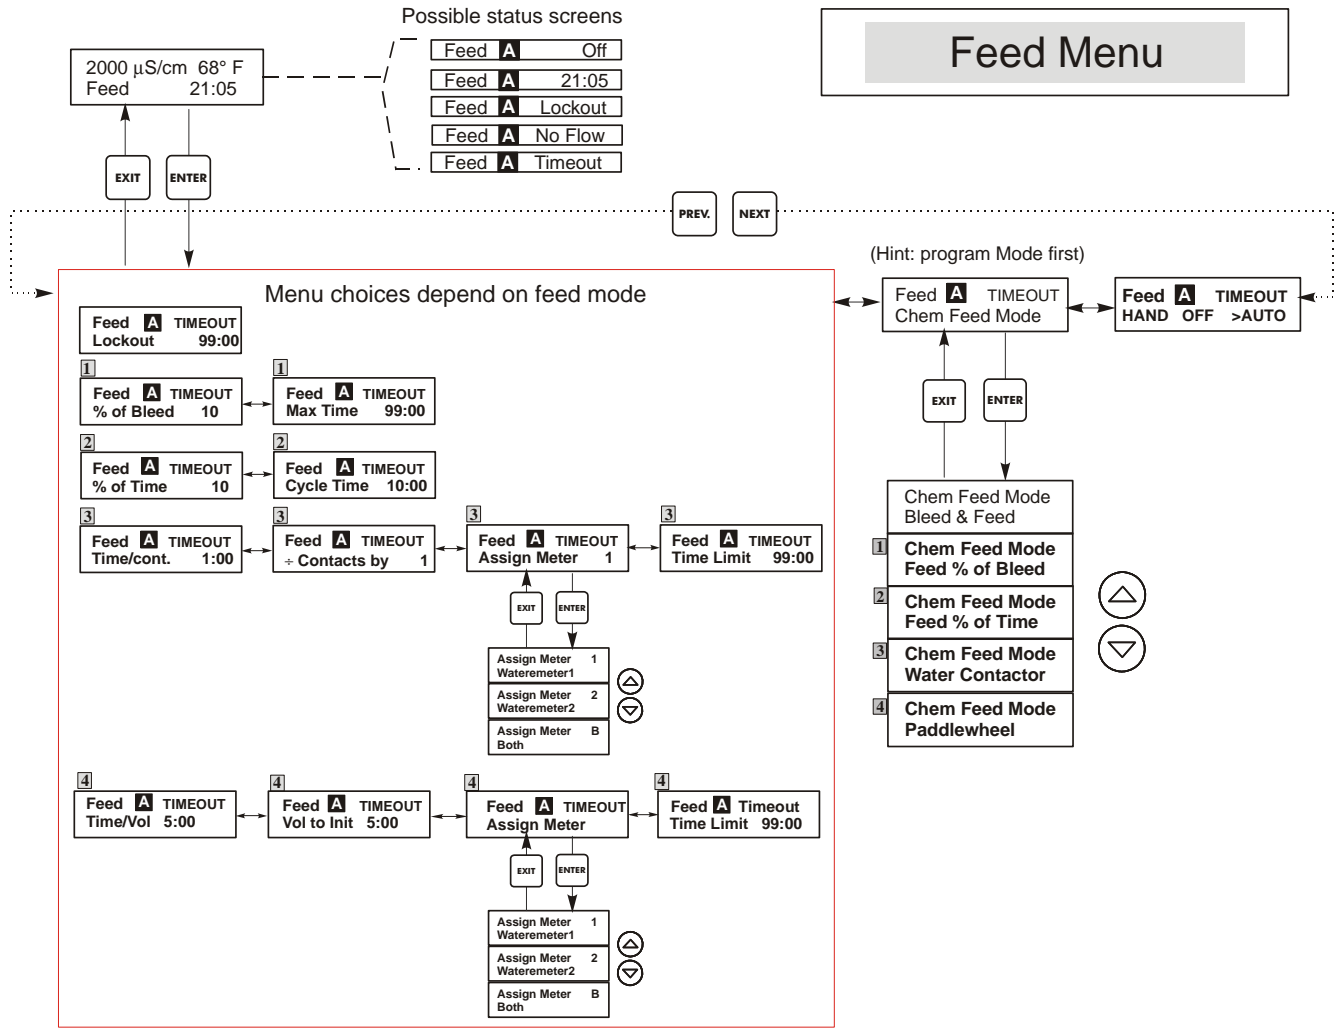 Possible status screens
Feed Menu
2000 μS/cm 68° F
Feed 21:05
Feed A Off
Feed A 21:05
Feed A Lockout
Feed A No Flow
Feed A Timeout
EXIT
ENTER
PREV.
NEXT
(Hint: program Mode first)
Menu choices depend on feed mode
Feed A TIMEOUT
Chem Feed Mode
Feed A TIMEOUT
HAND OFF >AUTO
Feed A TIMEOUT
Lockout 99:00
1
Feed A TIMEOUT
% of Bleed 10
1
Feed A TIMEOUT
Max Time 99:00
2
Feed A TIMEOUT
% of Time 10
2
Feed A TIMEOUT
Cycle Time 10:00
3
Feed A TIMEOUT
Time/cont. 1:00
3
Feed A TIMEOUT
÷ Contacts by 1
3
Feed A TIMEOUT
Assign Meter 1
3
Feed A TIMEOUT
Time Limit 99:00
EXIT
ENTER
Assign Meter 1
Wateremeter1
Assign Meter 2
Wateremeter2
Assign Meter B
Both
EXIT
ENTER
Chem Feed Mode
Bleed & Feed
1
Chem Feed Mode
Feed % of Bleed
2
Chem Feed Mode
Feed % of Time
3
Chem Feed Mode
Water Contactor
4
Chem Feed Mode
Paddlewheel
4
Feed A TIMEOUT
Time/Vol 5:00
4
Feed A TIMEOUT
Vol to Init 5:00
4
Feed A TIMEOUT
Assign Meter
4
Feed A Timeout
Time Limit 99:00
EXIT
ENTER
Assign Meter 1
Wateremeter1
Assign Meter 2
Wateremeter2
Assign Meter B
Both